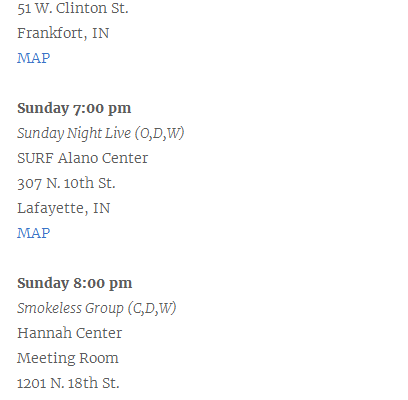 51 W. Clinton St.
Frankfort, IN
MAP
Sunday 7:00 pm
Sunday Night Live (O,D,W)
SURF Alano Center
307 N. 10th St.
Lafayette, IN
MAP
Sunday 8:00 pm
Smokeless Group (C,D,W)
Hannah Center
Meeting Room
1201 N. 18th St.